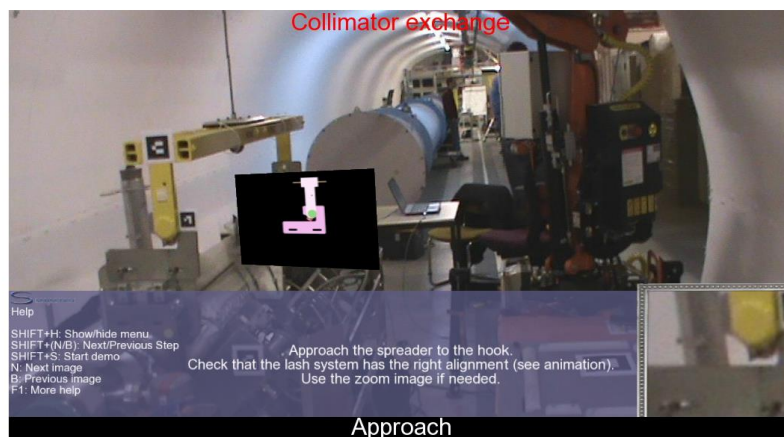 Collimator exchange
Help
SHIFT+H: Show/hide menu
SHIFT+(N/B): Next/Previous Step
SHIFT+S: Start demo
N: Next image
B: Previous image
F1: More help
. Approach the spreader to the hook.
Check that the lash system has the right alignment (see animation).
Use the zoom image if needed.
Approach